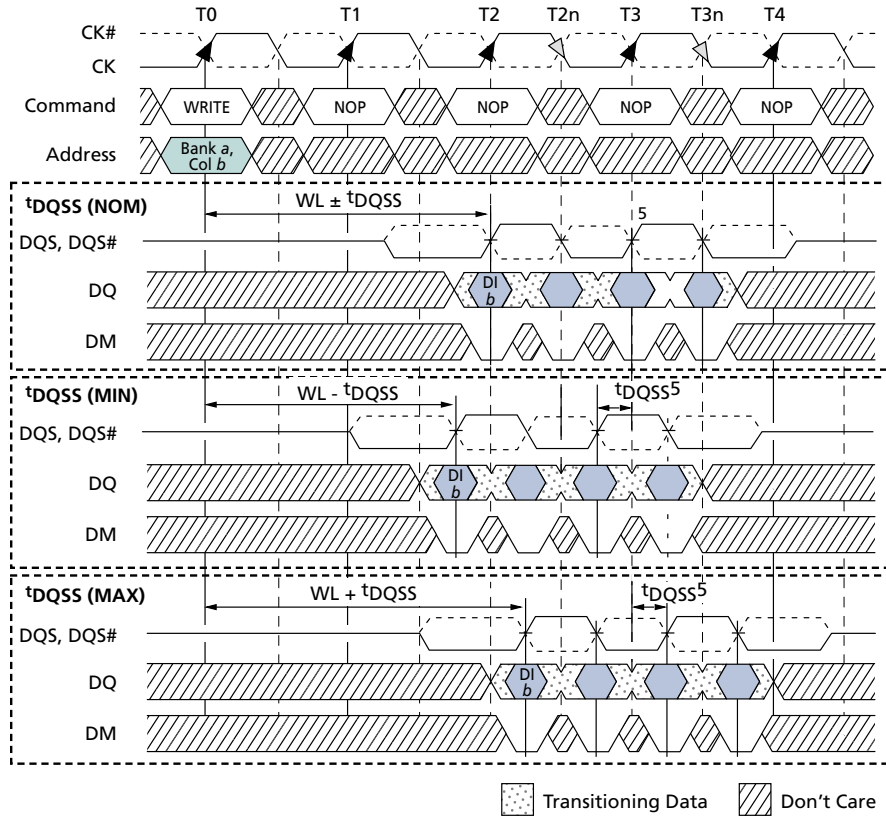 T0 T1 T2 T2n T3 T3n T4
CK#
CK
Command WRITE NOP NOP NOP NOP
Address Bank a,
Col b
tDQSS (NOM) WL ± tDQSS
DQS, DQS# 5
DQ DI
b
DM
tDQSS (MIN) WL - tDQSS tDQSS5
DQS, DQS#
DQ DI
b
DM
tDQSS (MAX) WL + tDQSS tDQSS5
DQS, DQS#
DQ DI
b
DM
Transitioning Data Don't Care